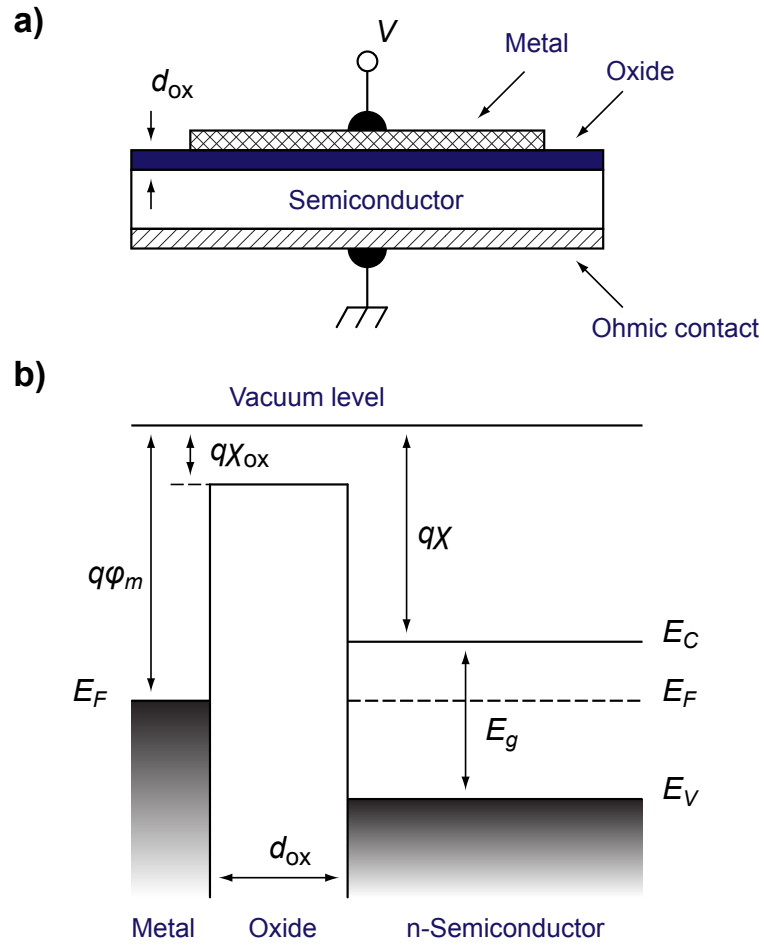 a)
V
Metal
d_ox
Oxide
Semiconductor
Ohmic contact
b)
Vacuum level
qχ_ox
qχ
qφ_m
E_C
E_F
E_F
E_g
E_V
d_ox
Metal
Oxide
n-Semiconductor